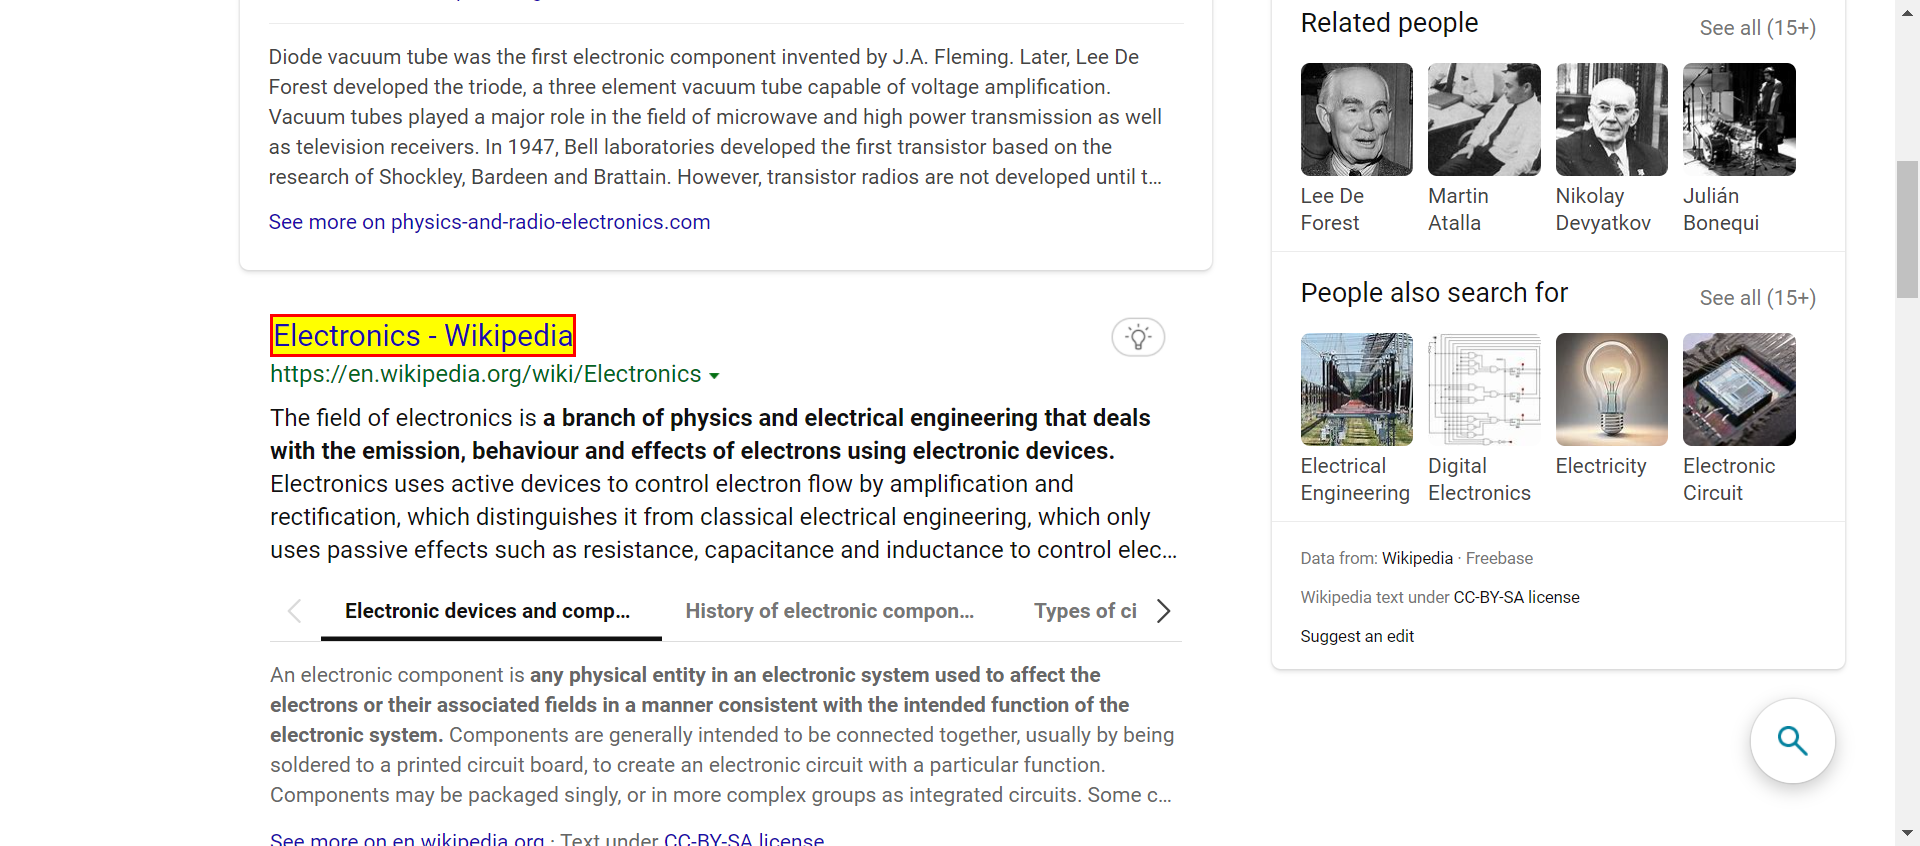 Diode vacuum tube was the first electronic component invented by J.A. Fleming. Later, Lee De
Forest developed the triode, a three element vacuum tube capable of voltage amplification.
Vacuum tubes played a major role in the field of microwave and high power transmission as well
as television receivers. In 1947, Bell laboratories developed the first transistor based on the
research of Shockley, Bardeen and Brattain. However, transistor radios are not developed until t...
See more on physics-and-radio-electronics.com
Electronics - Wikipedia
https://en.wikipedia.org/wiki/Electronics
The field of electronics is a branch of physics and electrical engineering that deals
with the emission, behaviour and effects of electrons using electronic devices.
Electronics uses active devices to control electron flow by amplification and
rectification, which distinguishes it from classical electrical engineering, which only
uses passive effects such as resistance, capacitance and inductance to control elec...
Electronic devices and comp... History of electronic compon... Types of ci
An electronic component is any physical entity in an electronic system used to affect the
electrons or their associated fields in a manner consistent with the intended function of the
electronic system. Components are generally intended to be connected together, usually by being
soldered to a printed circuit board, to create an electronic circuit with a particular function.
Components may be packaged singly, or in more complex groups as integrated circuits. Some c...
See more on en.wikipedia.org · Text under CC-BY-SA license
Related people
See all (15+)
Lee De
Forest
Martin
Atalla
Nikolay
Devyatkov
Julián
Bonequi
People also search for
See all (15+)
Electrical
Engineering
Digital
Electronics
Electricity
Electronic
Circuit
Data from: Wikipedia · Freebase
Wikipedia text under CC-BY-SA license
Suggest an edit